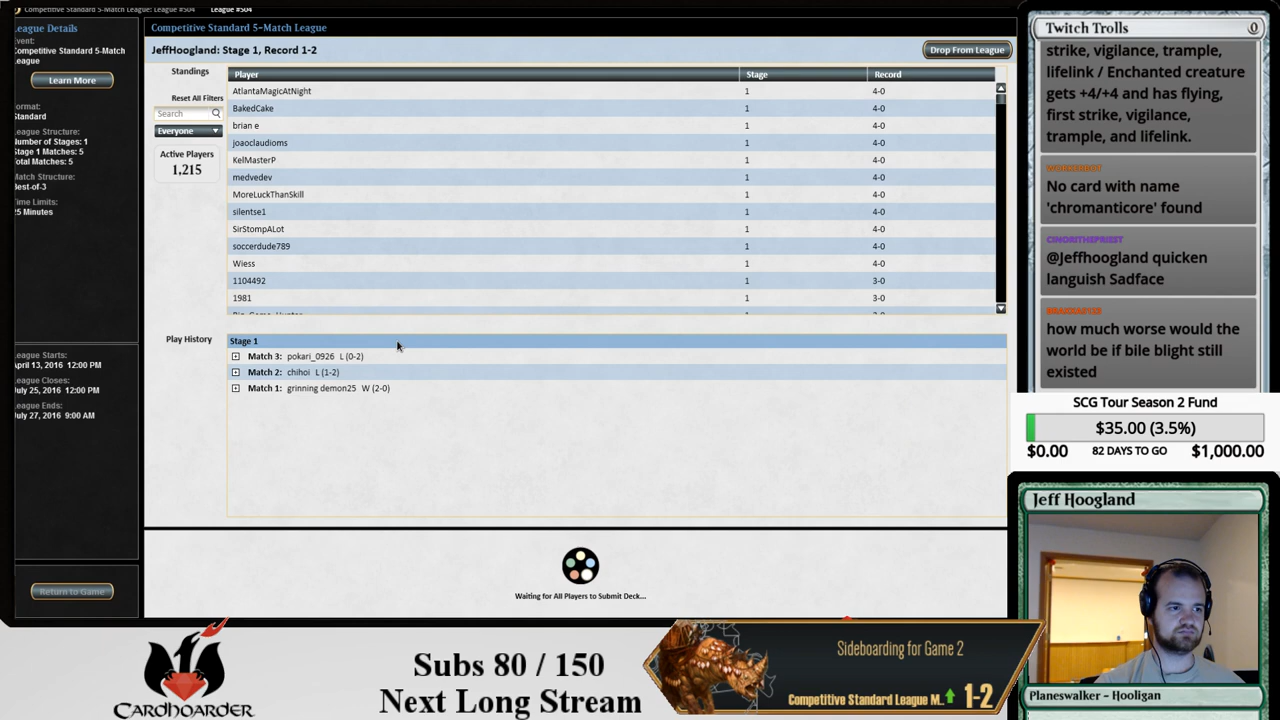 Competitive Standard 5-Match League: League #504 League #504
League Details
Event:
Competitive Standard 5-Match
League
Learn More
Format:
Standard
League Structure:
Number of Stages: 1
Stage 1 Matches: 5
Total Matches: 5
Match Structure:
Best-of-3
Time Limits:
25 Minutes
League Starts:
April 13, 2016 12:00 PM
League Closes:
July 25, 2016 12:00 PM
League Ends:
July 27, 2016 9:00 AM
Return to Game
Competitive Standard 5-Match League
JeffHoogland: Stage 1, Record 1-2
Drop From League
Standings
Reset All Filters
Search
Everyone
Active Players
1,215
Player Stage Record
AtlantaMagicAtNight 1 4-0
BakedCake 1 4-0
brian e 1 4-0
joaoclaudioms 1 4-0
KelMasterP 1 4-0
medvedev 1 4-0
MoreLuckThanSkill 1 4-0
silentse1 1 4-0
SirStompALot 1 4-0
soccerdude789 1 4-0
Wiess 1 4-0
1104492 1 3-0
1981 1 3-0
Play History
Stage 1
Match 3: pokari_0926 L (0-2)
Match 2: chihoi L (1-2)
Match 1: grinning demon25 W (2-0)
Waiting for All Players to Submit Deck...
Twitch Trolls 0
strike, vigilance, trample,
lifelink / Enchanted creature
gets +4/+4 and has flying,
first strike, vigilance,
trample, and lifelink.
No card with name
'chromanticore' found
CINORITHEPRIEST
@Jeffhoogland quicken
languish Sadface
how much worse would the
world be if bile blight still
existed
SCG Tour Season 2 Fund
$35.00 (3.5%)
$0.00 82 DAYS TO GO $1,000.00
Jeff Hoogland
Planeswalker – Hooligan
CARDHOARDER
Subs 80 / 150
Next Long Stream
Sideboarding for Game 2
Competitive Standard League M.. 1-2